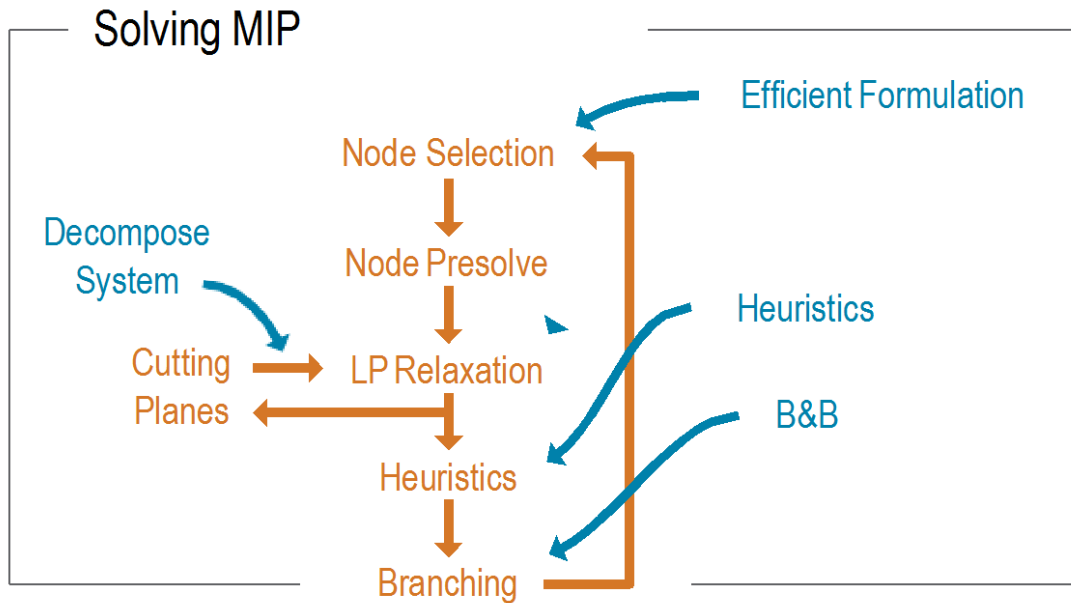 Solving MIP
Efficient Formulation
Node Selection
Decompose
System
Node Presolve
Heuristics
Cutting
Planes
LP Relaxation
B&B
Heuristics
Branching